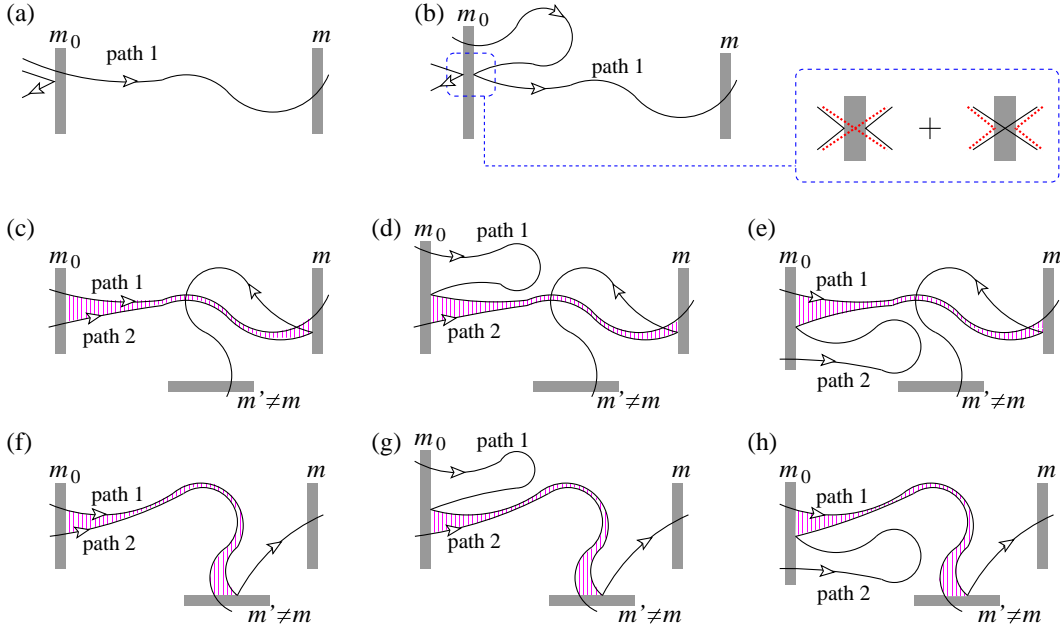 (a)
m0
path 1
m
(b)
m0
path 1
m
+
(c)
m0
path 1
path 2
m
m'≠m
(d)
m0
path 1
path 2
m
m'≠m
(e)
m0
path 1
path 2
m
m'≠m
(f)
m0
path 1
path 2
m
m'≠m
(g)
m0
path 1
path 2
m
m'≠m
(h)
m0
path 1
path 2
m
m'≠m